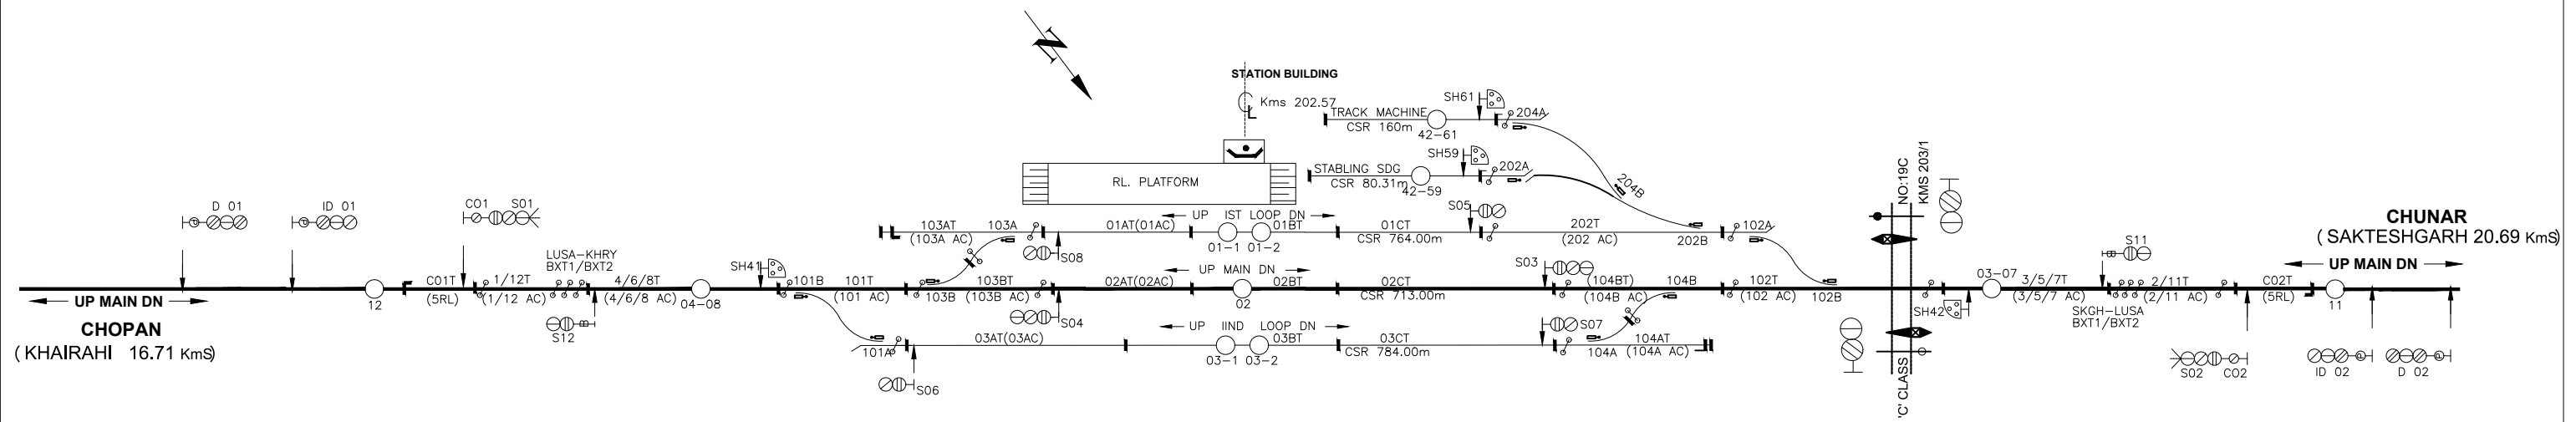 N
STATION BUILDING
Kms 202.57
L
TRACK MACHINE
CSR 160m
42-61
SH61
204A
RL. PLATFORM
STABLING SDG
CSR 80.31m
42-59
SH59
202A
204B
NO:19C
KMS 203/1
D 01
ID 01
C01 S01
103AT
(103A AC)
103A
01AT(01AC)
UP IST LOOP DN
01BT
01-1 01-2
01CT
CSR 764.00m
S05
202T
(202 AC)
202B
102A
S08
CHUNAR
( SAKTESHGARH 20.69 KmS)
UP MAIN DN
UP MAIN DN
CHOPAN
( KHAIRAHI 16.71 KmS)
12
C01T
(5RL)
1/12T
(1/12 AC)
LUSA-KHRY
BXT1/BXT2
4/6/8T
(4/6/8 AC)
S12
04-08
SH41
101B
101T
(101 AC)
103B
103BT
(103B AC)
S04
02AT(02AC)
UP MAIN DN
02BT
02
02CT
CSR 713.00m
S03
(104BT)
(104B AC)
104B
102T
(102 AC)
102B
SH42
03-07
3/5/7T
(3/5/7 AC)
S11
SKGH-LUSA
BXT1/BXT2
2/11T
(2/11 AC)
C02T
(5RL)
11
101A
S06
03AT(03AC)
UP IIND LOOP DN
03BT
03-1 03-2
03CT
CSR 784.00m
S07
104A
104AT
(104A AC)
'C' CLASS
S02 C02
ID 02
D 02